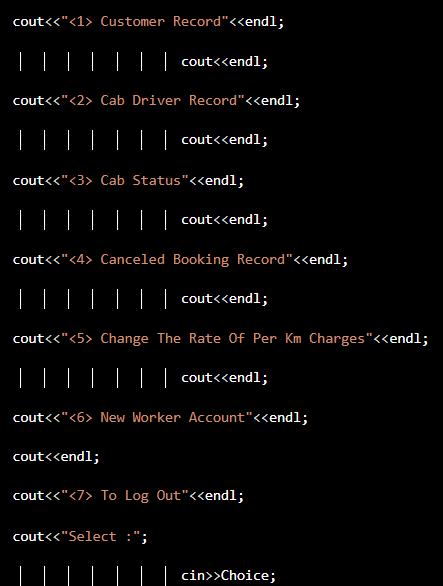 cout<<"<1> Customer Record"<<endl;
| | | | | | | cout<<endl;
cout<<"<2> Cab Driver Record"<<endl;
| | | | | | | cout<<endl;
cout<<"<3> Cab Status"<<endl;
| | | | | | | cout<<endl;
cout<<"<4> Canceled Booking Record"<<endl;
| | | | | | | cout<<endl;
cout<<"<5> Change The Rate Of Per Km Charges"<<endl;
| | | | | | | cout<<endl;
cout<<"<6> New Worker Account"<<endl;
cout<<endl;
cout<<"<7> To Log Out"<<endl;
cout<<"Select :";
| | | | | | | cin>>Choice;